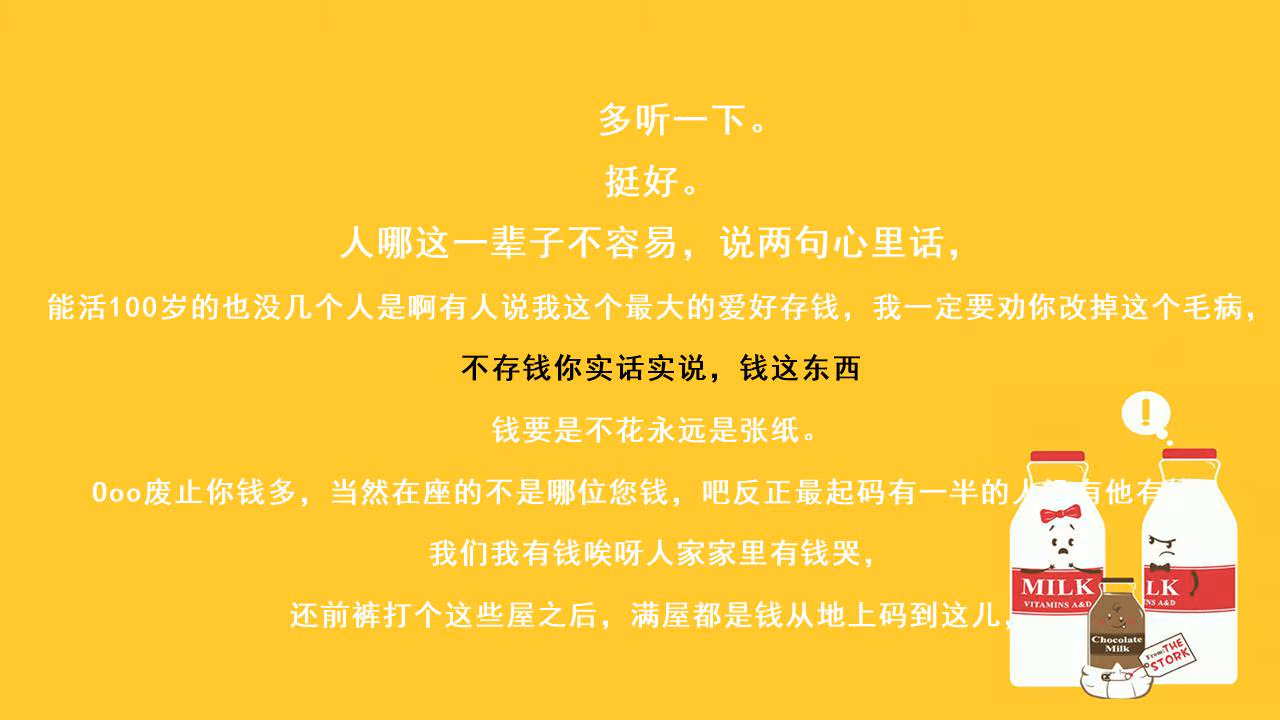 多听一下。
挺好。
人哪这一辈子不容易，说两句心里话，
能活100岁的也没几个人是啊有人说我这个最大的爱好存钱，我一定要劝你改掉这个毛病，
不存钱你实话实说，钱这东西
钱要是不花永远是张纸。
Ooo废止你钱多，当然在座的不是哪位您钱，吧反正最起码有一半的人 有他有
我们我有钱唉呀人家家里有钱哭，
还前裤打个这些屋之后，满屋都是钱从地上码到这儿，
!
MILK
VITAMINS A&D
LK
NS A&D
Chocolate
Milk
From: THE
STORK